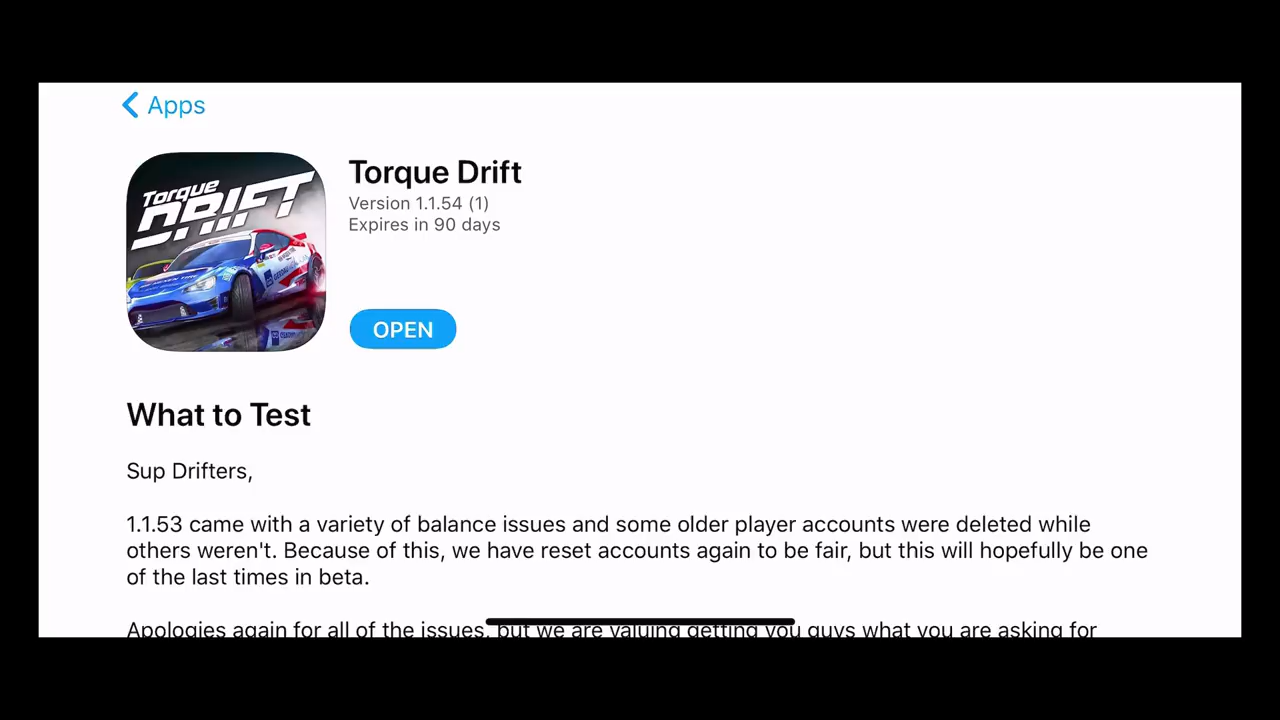 Apps
Torque
DRIFT
Torque Drift
Version 1.1.54 (1)
Expires in 90 days
OPEN
What to Test
Sup Drifters,
1.1.53 came with a variety of balance issues and some older player accounts were deleted while
others weren't. Because of this, we have reset accounts again to be fair, but this will hopefully be one
of the last times in beta.
Apologies again for all of the issues, but we are valuing getting you guys what you are asking for